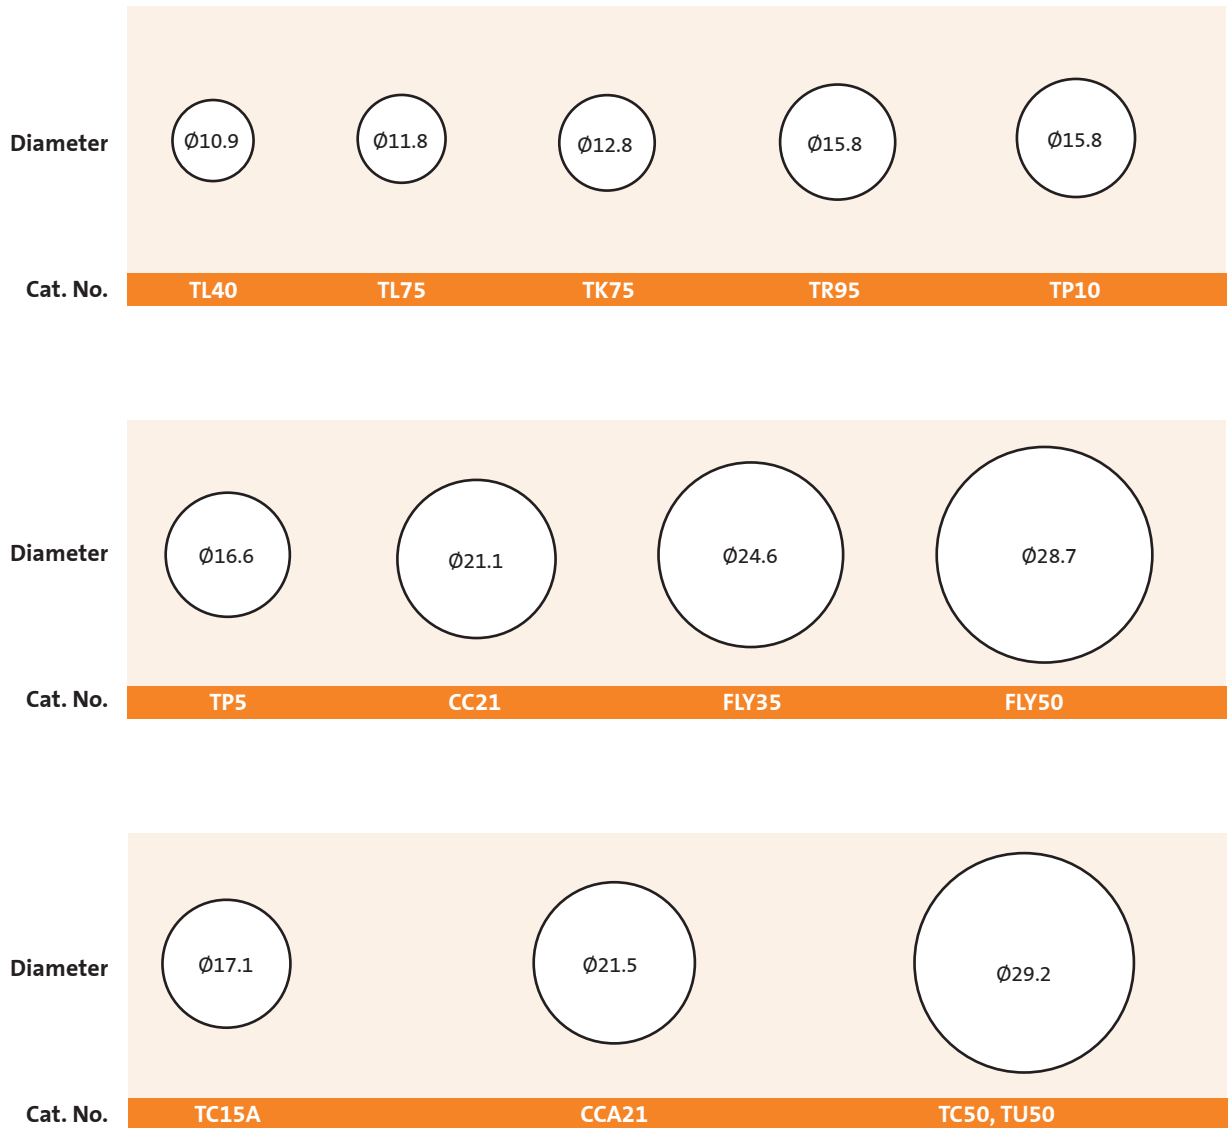 Diameter Ø10.9 Ø11.8 Ø12.8 Ø15.8 Ø15.8
Cat. No. TL40 TL75 TK75 TR95 TP10
Diameter Ø16.6 Ø21.1 Ø24.6 Ø28.7
Cat. No. TP5 CC21 FLY35 FLY50
Diameter Ø17.1 Ø21.5 Ø29.2
Cat. No. TC15A CCA21 TC50, TU50